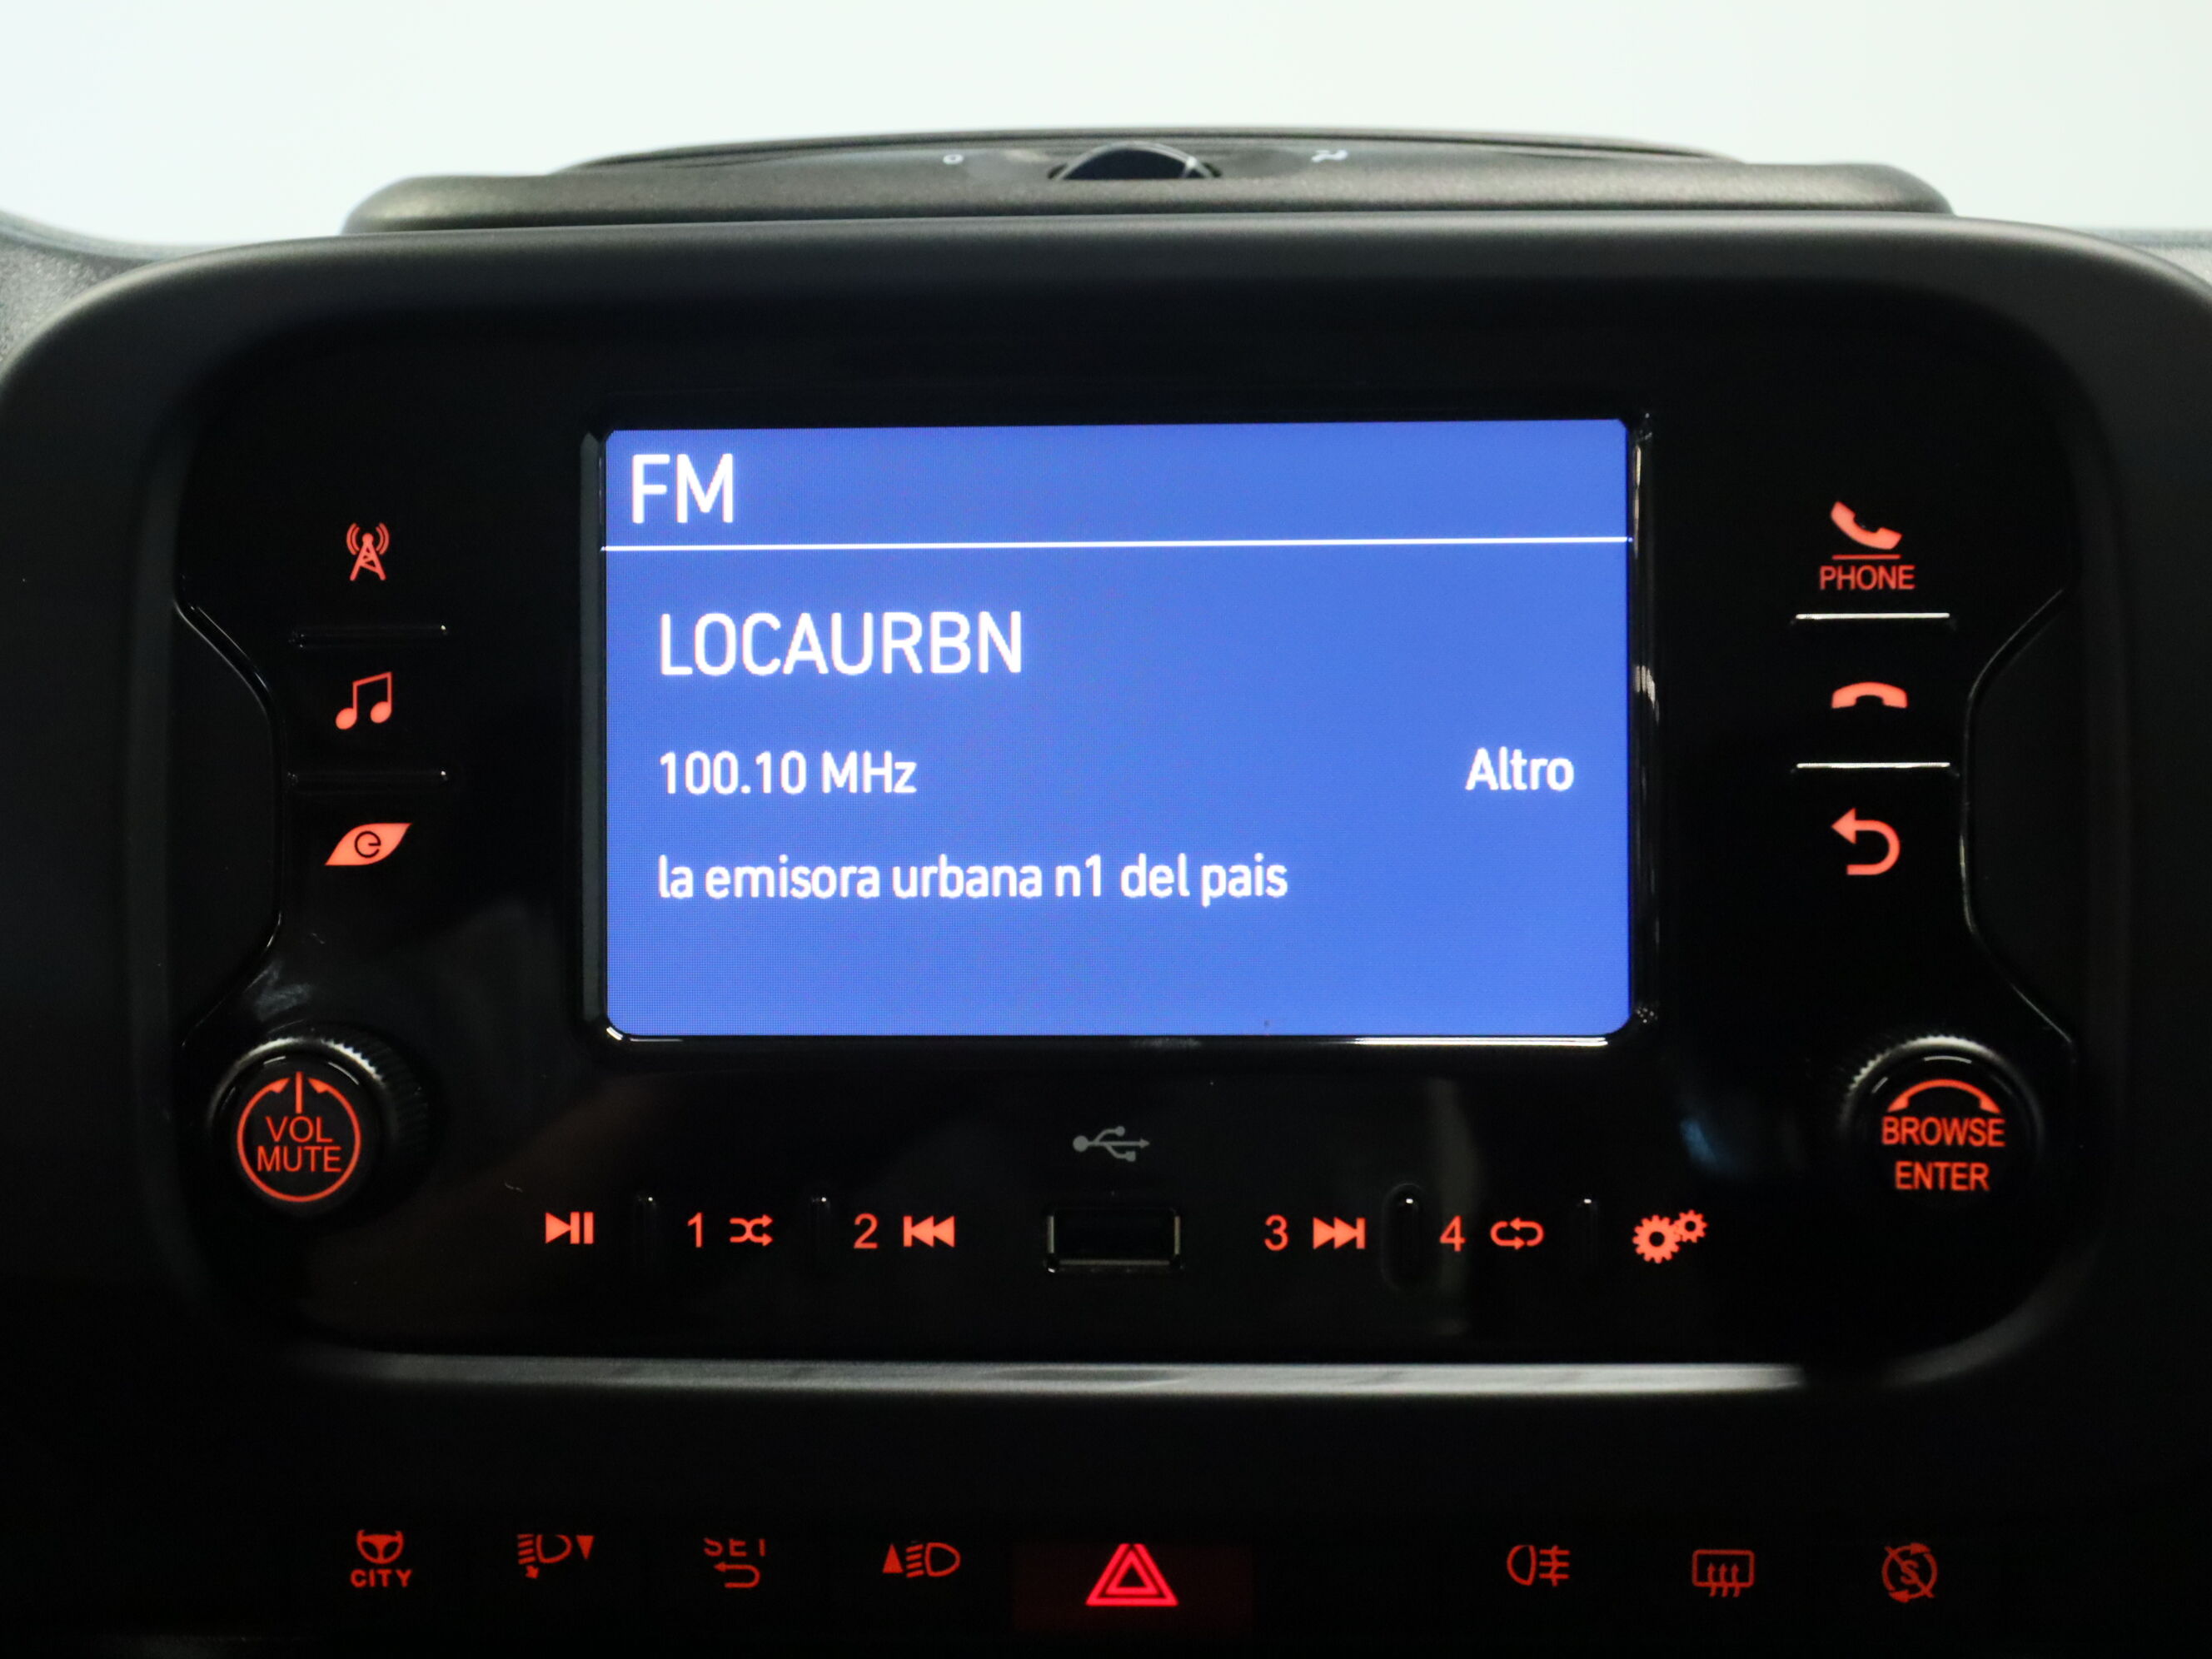 FM
LOCAURBN
100.10 MHz Altro
la emisora urbana n1 del pais
PHONE
VOL
MUTE
BROWSE
ENTER
1 2 3 4
CITY
SET